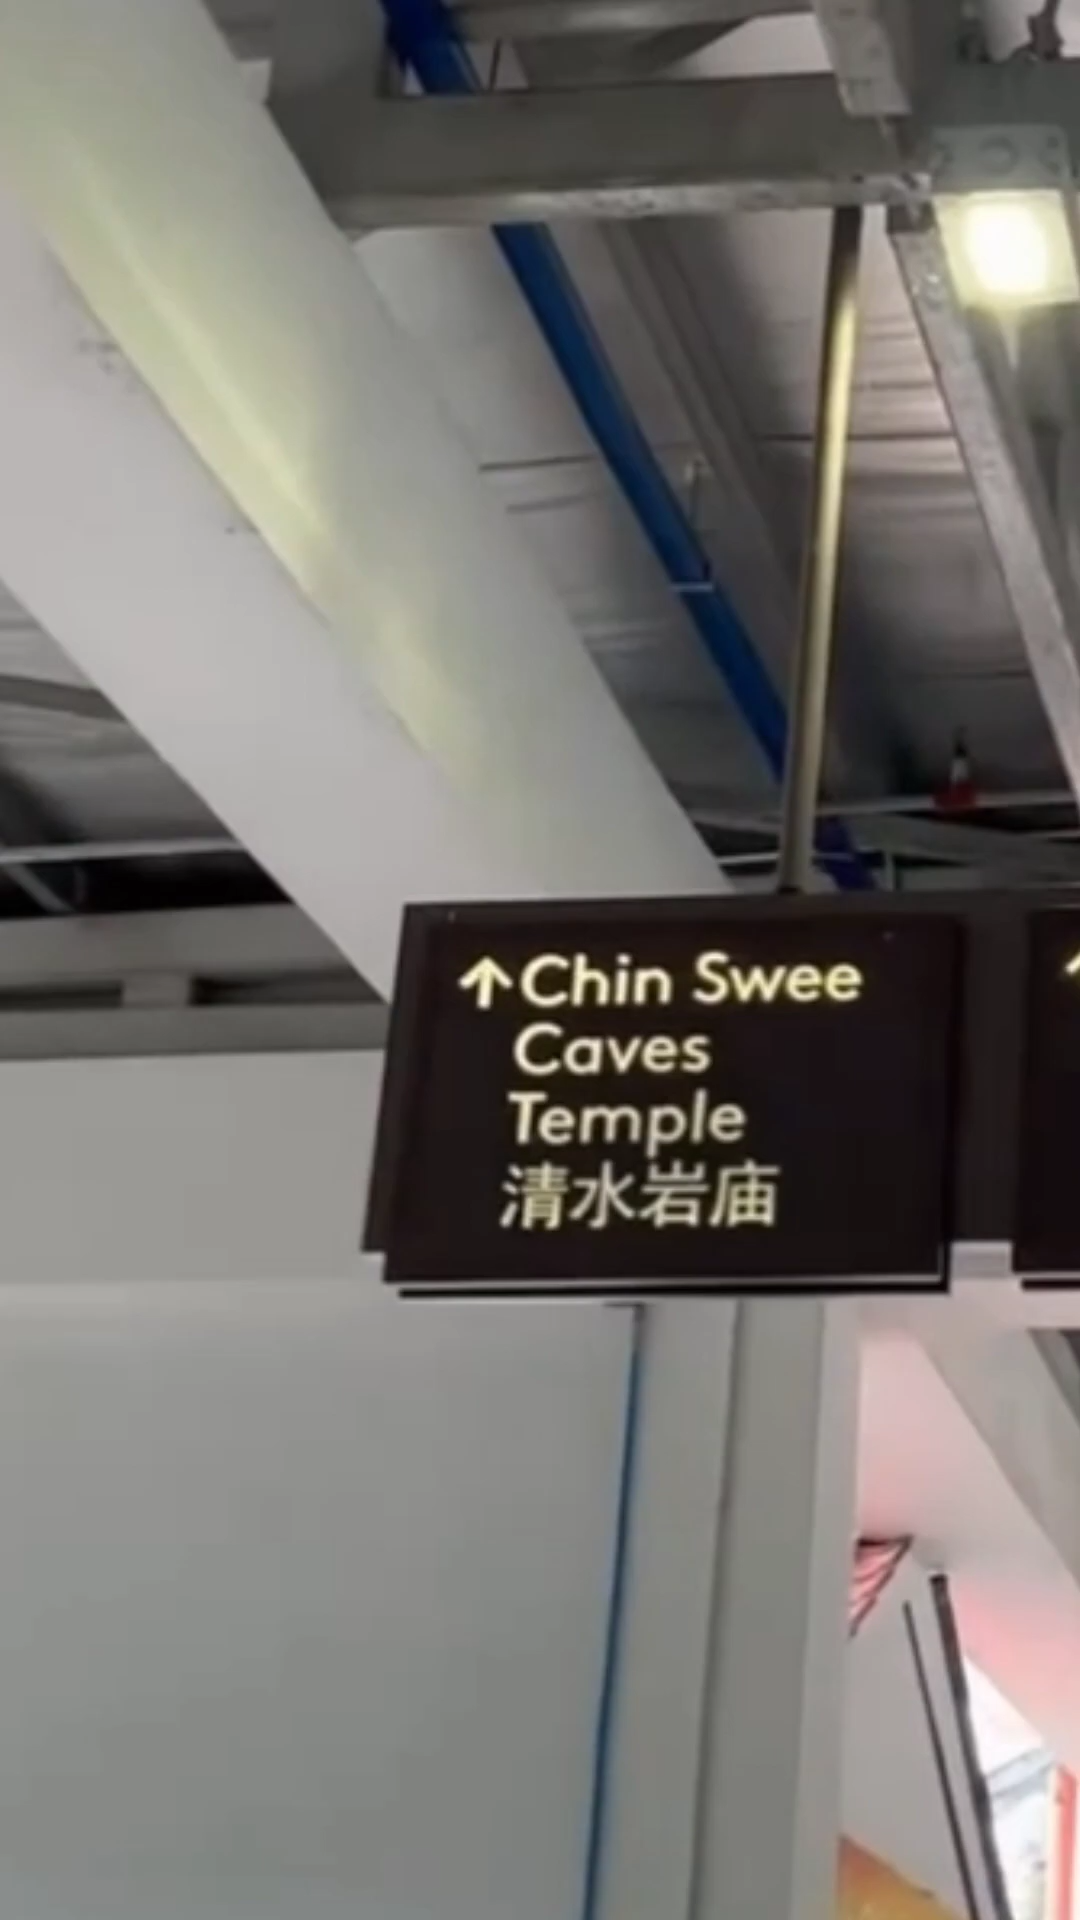 ↑Chin Swee
Caves
Temple
清水岩庙